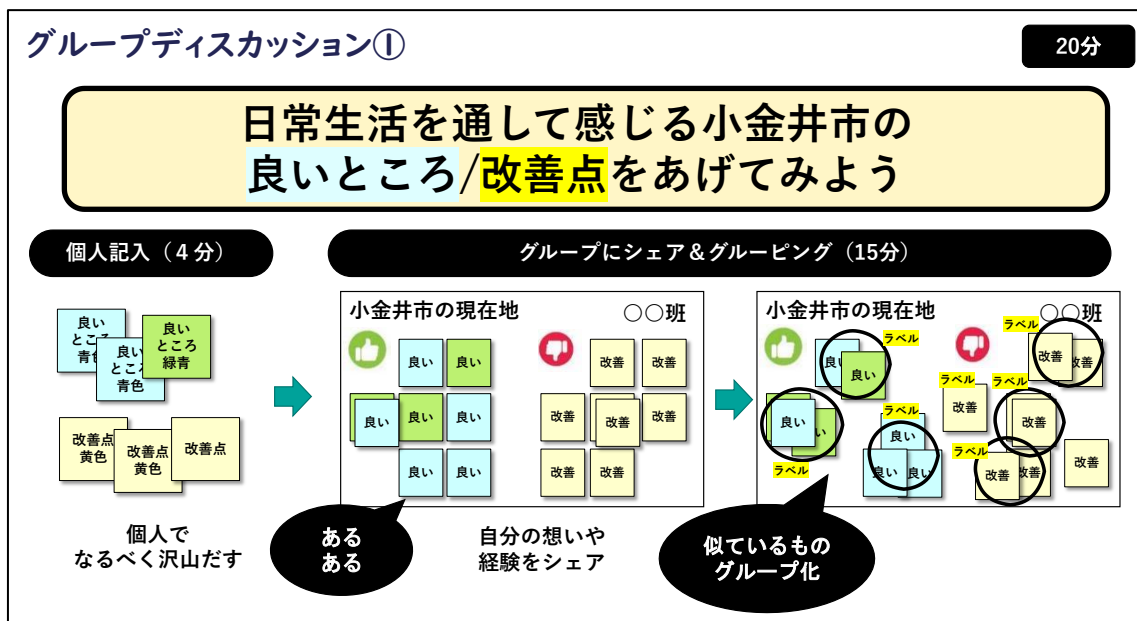 グループディスカッション①
20分
日常生活を通して感じる小金井市の
良いところ/改善点をあげてみよう
個人記入（４分）
良い
ところ
青色
良い
ところ
青色
良い
ところ
緑青
改善点
黄色
改善点
黄色
改善点
個人で
なるべく沢山だす
グループにシェア＆グルーピング（15分）
小金井市の現在地
○○班
良い
良い
良い
良い
良い
良い
良い
改善
改善
改善
改善
改善
改善
改善
ある
ある
自分の想いや
経験をシェア
小金井市の現在地
○○班
ラベル
良い
良い
良い
良い
ラベル
ラベル
良い
良い
良い
ラベル
改善
改善
ラベル
改善
ラベル
改善
ラベル
改善
改善
改善
似ているもの
グループ化